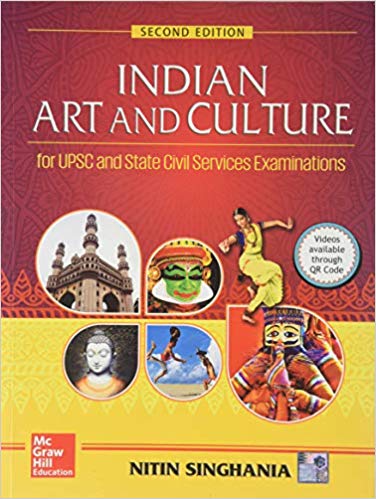 SECOND EDITION
INDIAN
ART AND CULTURE
for UPSC and State Civil Services Examinations
Videos
available
through
QR Code
Mc
Graw
Hill
Education
NITIN SINGHANIA